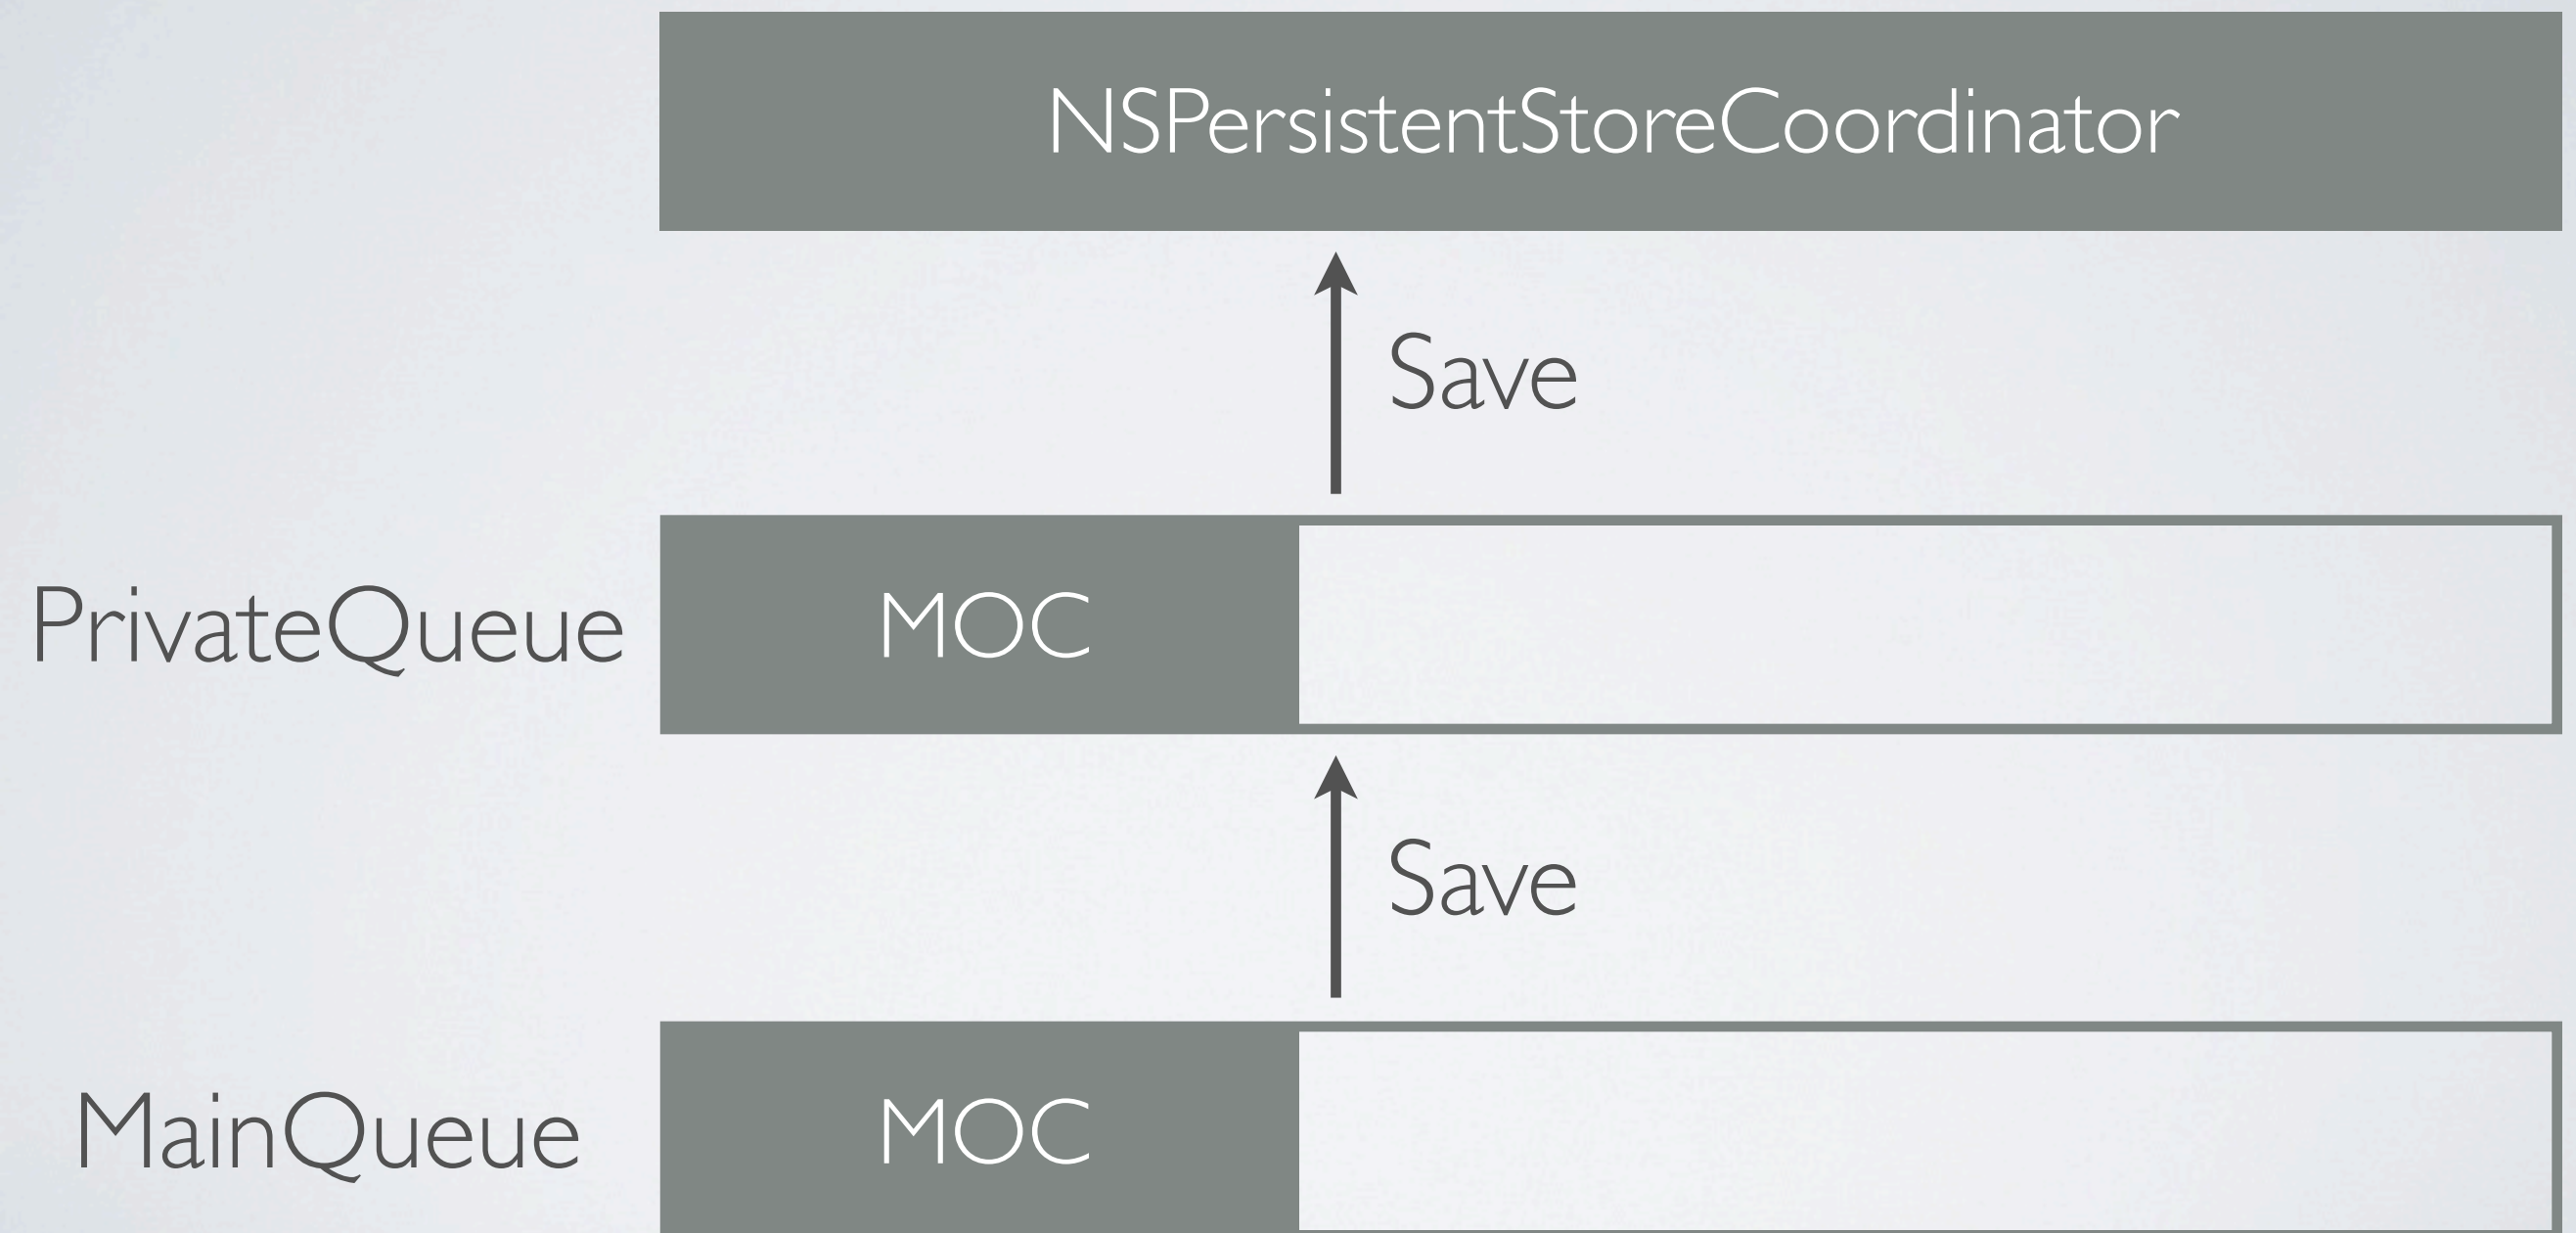 NSPersistentStoreCoordinator
Save
PrivateQueue
MOC
Save
MainQueue
MOC